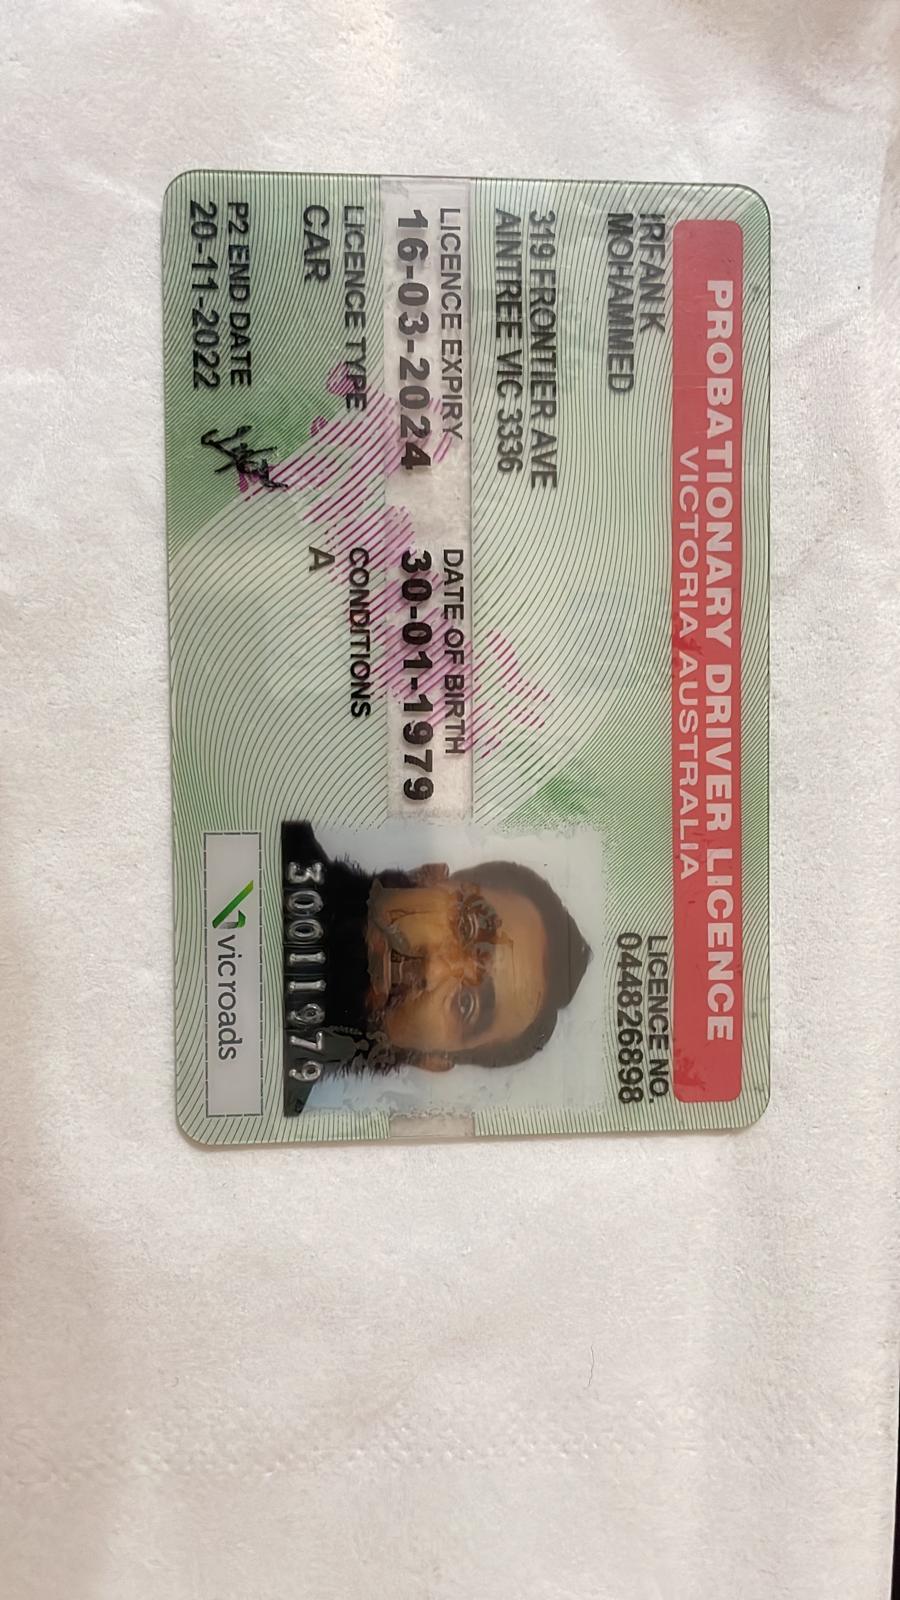 PROBATIONARY DRIVER LICENCE
VICTORIA AUSTRALIA
IRFAN K
MOHAMMED
LICENCE NO.
044826898
319 FRONTIER AVE
AINTREE VIC 3336
LICENCE EXPIRY
16-03-2024
DATE OF BIRTH
30-01-1979
LICENCE TYPE
CAR
CONDITIONS
A
P2 END DATE
20-11-2022
30011979
vicroads